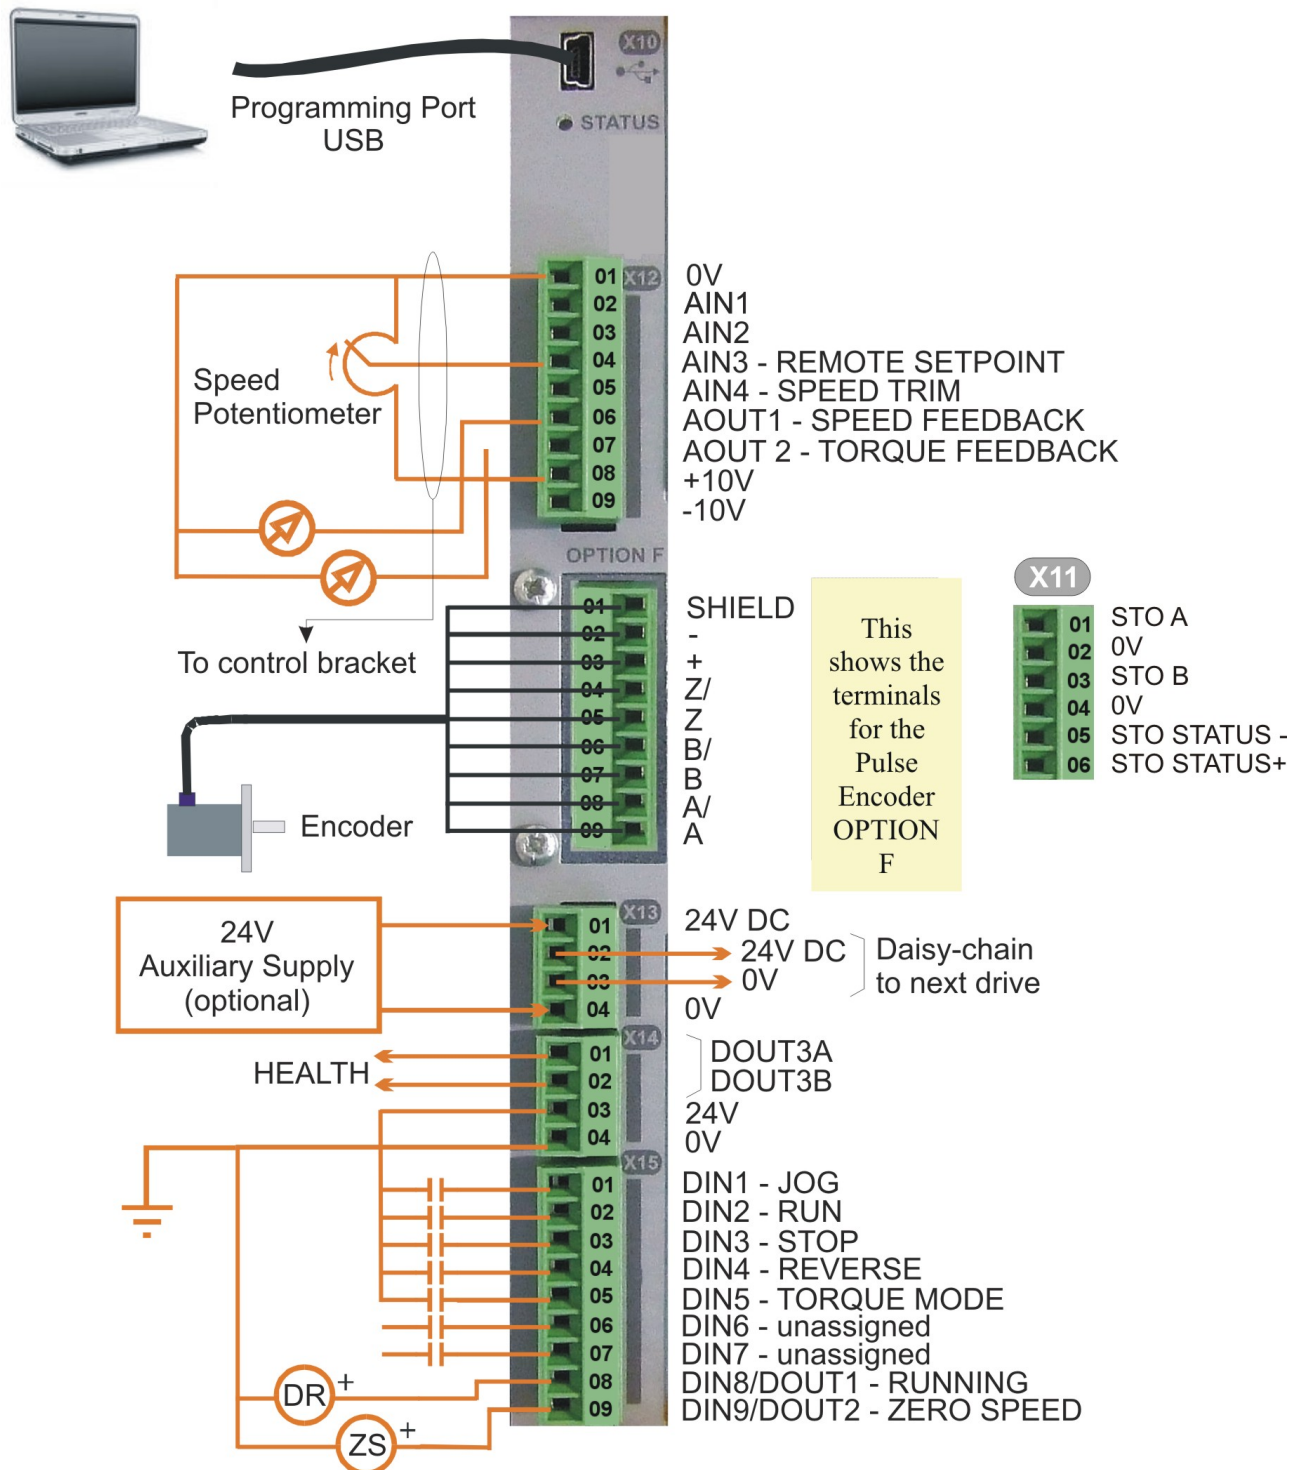 X10
Programming Port
USB
STATUS
01 X12 0V
02 AIN1
03 AIN2
04 AIN3 - REMOTE SETPOINT
05 AIN4 - SPEED TRIM
06 AOUT1 - SPEED FEEDBACK
07 AOUT 2 - TORQUE FEEDBACK
08 +10V
09 -10V
Speed
Potentiometer
OPTION F
01 SHIELD
02 -
03 +
04 Z/
05 Z
06 B/
07 B
08 A/
09 A
To control bracket
Encoder
This
shows the
terminals
for the
Pulse
Encoder
OPTION
F
X11
01 STO A
02 0V
03 STO B
04 0V
05 STO STATUS -
06 STO STATUS+
24V
Auxiliary Supply
(optional)
X13
01 24V DC
02 24V DC
03 0V
04 0V
Daisy-chain
to next drive
HEALTH
X14
01 DOUT3A
02 DOUT3B
03 24V
04 0V
X15
01 DIN1 - JOG
02 DIN2 - RUN
03 DIN3 - STOP
04 DIN4 - REVERSE
05 DIN5 - TORQUE MODE
06 DIN6 - unassigned
07 DIN7 - unassigned
08 DIN8/DOUT1 - RUNNING
09 DIN9/DOUT2 - ZERO SPEED
DR +
ZS +